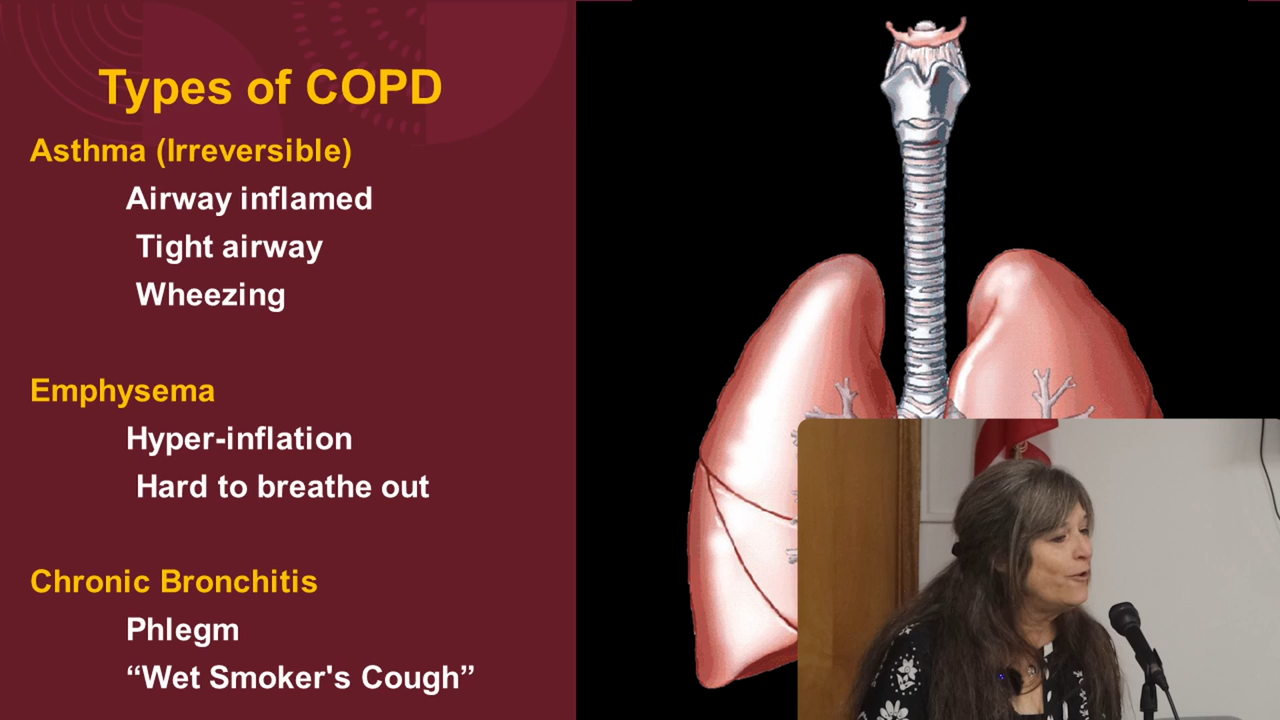 Types of COPD
Asthma (Irreversible)
Airway inflamed
Tight airway
Wheezing
Emphysema
Hyper-inflation
Hard to breathe out
Chronic Bronchitis
Phlegm
“Wet Smoker's Cough”